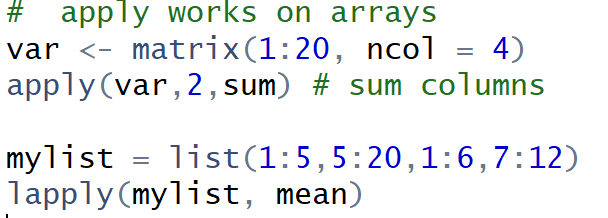 #  apply works on arrays
var <- matrix(1:20, ncol = 4)
apply(var,2,sum) # sum columns
mylist = list(1:5,5:20,1:6,7:12)
lapply(mylist, mean)